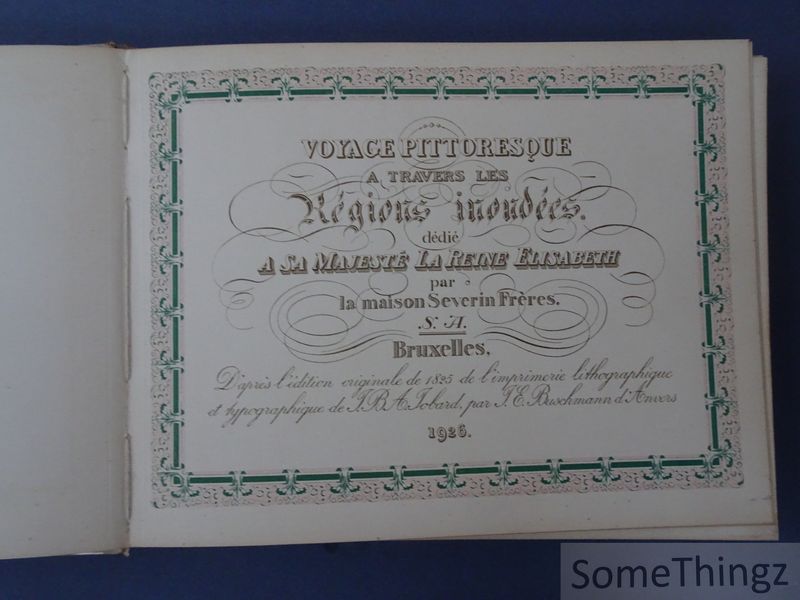 VOYAGE PITTORESQUE
A TRAVERS LES
Régions inondées.
dédié
A SA MAJESTÉ LA REINE ELISABETH
par
la maison Severin Frères.
S. A.
Bruxelles,
D'après l'édition originale de 1825 de l'imprimerie lithographique
et typographique de J.B.A. Jobard, par J.E. Buschmann d'Anvers
1926.
SomeThingz